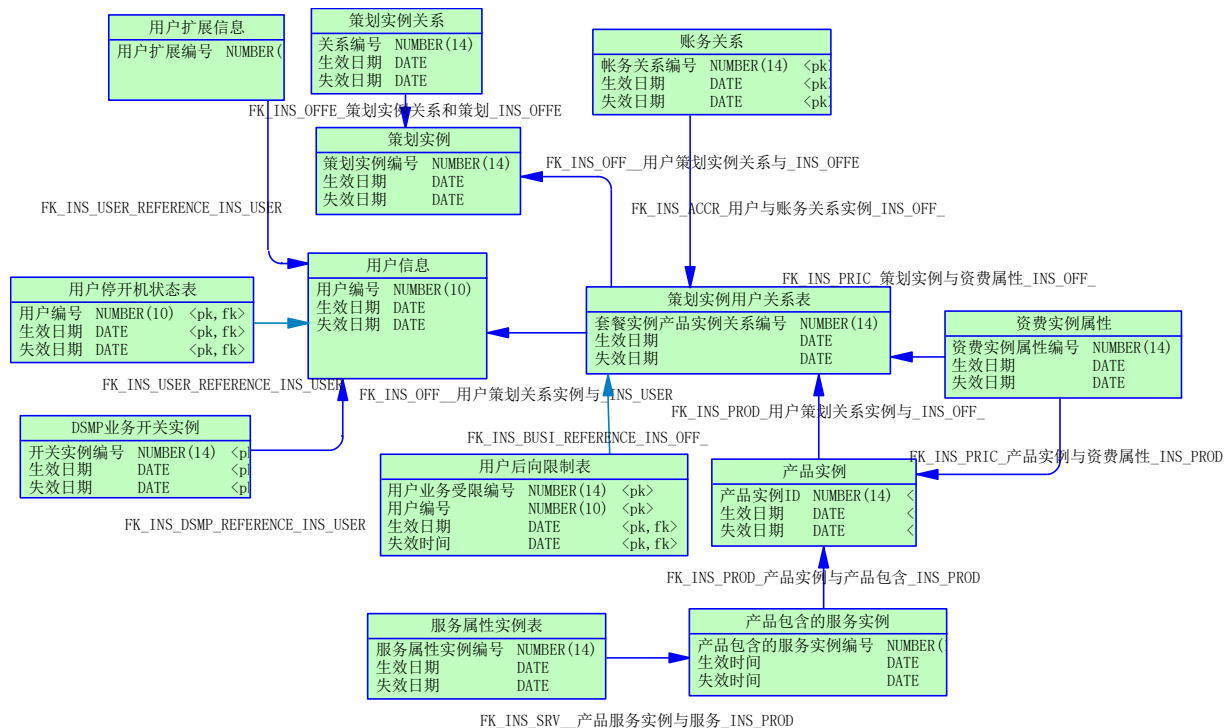 用户扩展信息
用户扩展编号 NUMBER(
策划实例关系
关系编号 NUMBER(14)
生效日期 DATE
失效日期 DATE
账务关系
帐务关系编号 NUMBER(14) <pk
生效日期 DATE <pk
失效日期 DATE <pk
FK_INS_OFFE_策划实例关系和策划_INS_OFFE
策划实例
策划实例编号 NUMBER(14)
生效日期 DATE
失效日期 DATE
FK_INS_OFF__用户策划实例关系与_INS_OFFE
FK_INS_USER_REFERENCE_INS_USER
FK_INS_ACCR_用户与账务关系实例_INS_OFF_
用户信息
用户编号 NUMBER(10)
生效日期 DATE
失效日期 DATE
FK_INS_PRIC_策划实例与资费属性_INS_OFF_
用户停开机状态表
用户编号 NUMBER(10) <pk,fk>
生效日期 DATE <pk,fk>
失效日期 DATE <pk,fk>
策划实例用户关系表
套餐实例产品实例关系编号 NUMBER(14)
生效日期 DATE
失效日期 DATE
资费实例属性
资费实例属性编号 NUMBER(14)
生效日期 DATE
失效日期 DATE
FK_INS_USER_REFERENCE_INS_USER
FK_INS_OFF__用户策划关系实例与_INS_USER
FK_INS_PROD_用户策划关系实例与_INS_OFF_
DSMP业务开关实例
开关实例编号 NUMBER(14) <p
生效日期 DATE <p
失效日期 DATE <p
FK_INS_BUSI_REFERENCE_INS_OFF_
FK_INS_PRIC_产品实例与资费属性_INS_PROD
用户后向限制表
用户业务受限编号 NUMBER(14) <pk>
用户编号 NUMBER(10) <pk>
生效日期 DATE <pk,fk>
失效时间 DATE <pk,fk>
产品实例
产品实例ID NUMBER(14) <
生效日期 DATE <
失效日期 DATE <
FK_INS_DSMP_REFERENCE_INS_USER
FK_INS_PROD_产品实例与产品包含_INS_PROD
服务属性实例表
服务属性实例编号 NUMBER(14)
生效日期 DATE
失效日期 DATE
产品包含的服务实例
产品包含的服务实例编号 NUMBER(
生效时间 DATE
失效时间 DATE
FK_INS_SRV__产品服务实例与服务_INS_PROD